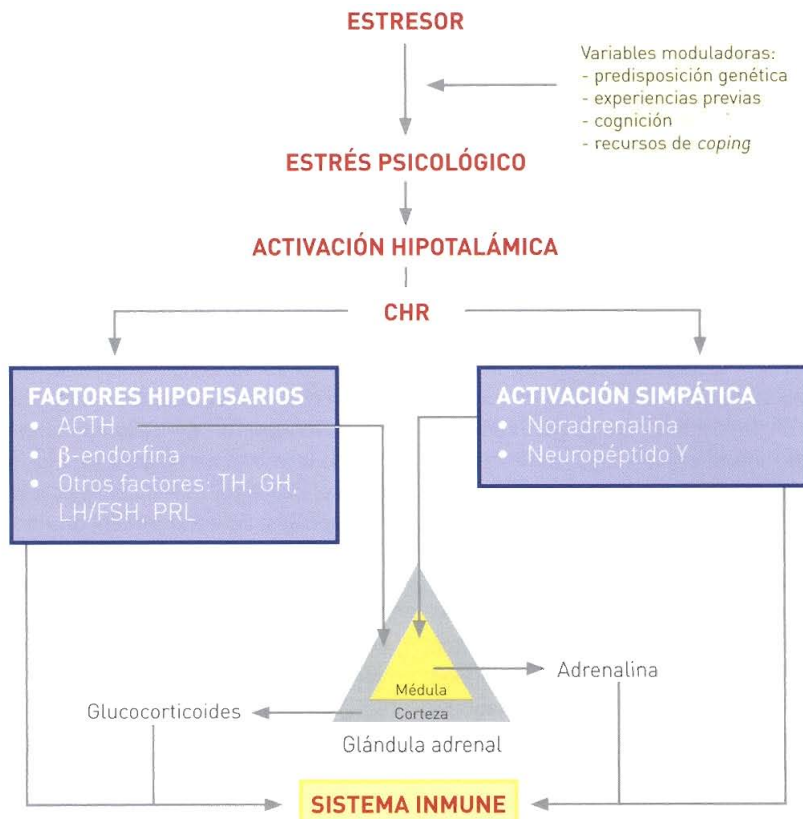 ESTRESOR
Variables moduladoras:
- predisposición genética
- experiencias previas
- cognición
- recursos de coping
ESTRÉS PSICOLÓGICO
ACTIVACIÓN HIPOTALÁMICA
CHR
FACTORES HIPOFISARIOS
• ACTH
• β-endorfina
• Otros factores: TH, GH,
LH/FSH, PRL
ACTIVACIÓN SIMPÁTICA
• Noradrenalina
• Neuropéptido Y
Adrenalina
Médula
Glucocorticoides
Corteza
Glándula adrenal
SISTEMA INMUNE